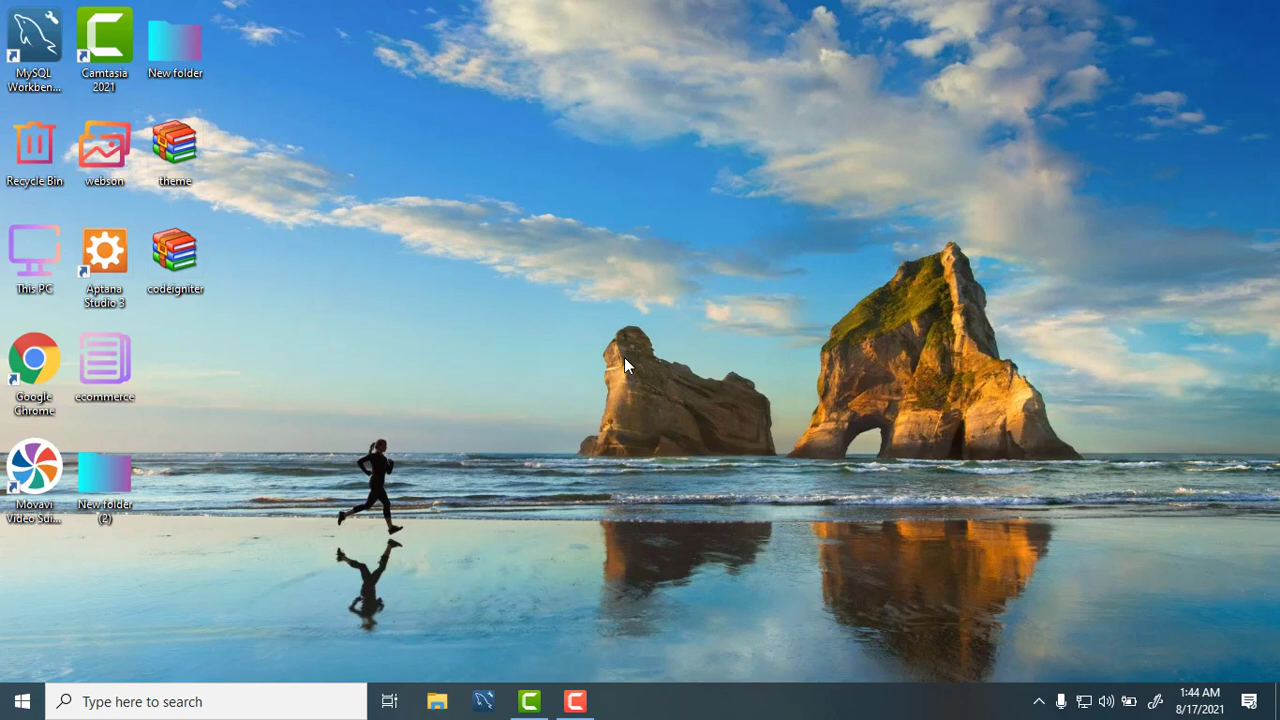 MySQL
Workben...
Camtasia
2021
New folder
Recycle Bin
webson
theme
This PC
Aptana
Studio 3
codeigniter
Google
Chrome
ecommerce
Movavi
Video Sui...
New folder
(2)
Type here to search
1:44 AM
8/17/2021